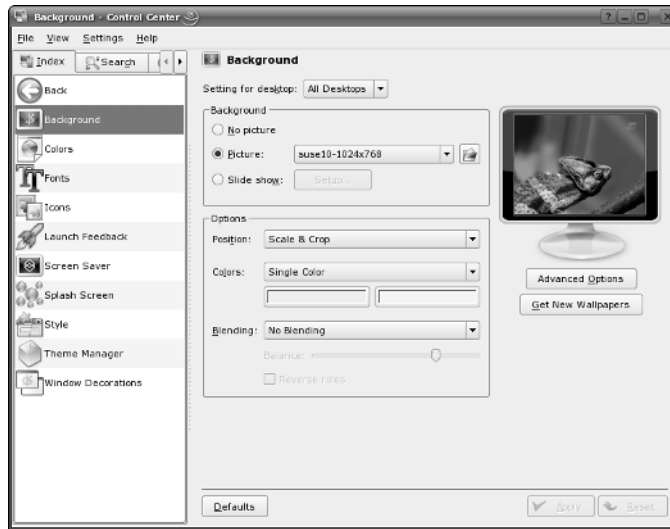 Background - Control Center
File View Settings Help
Index Search
Back
Background
Colors
Fonts
Icons
Launch Feedback
Screen Saver
Splash Screen
Style
Theme Manager
Window Decorations
Background
Setting for desktop: All Desktops
Background
No picture
Picture: suse10-1024x768
Slide show: Setup...
Options
Position: Scale & Crop
Colors: Single Color
Blending: No Blending
Balance:
Reverse roles
Advanced Options
Get New Wallpapers
Defaults
Apply
Reset